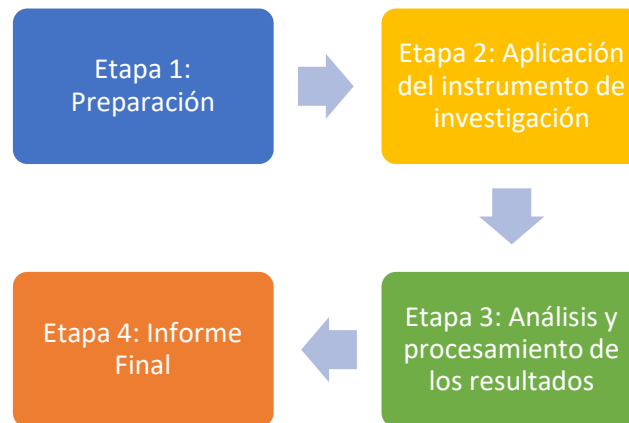 Etapa 1:
Preparación
Etapa 2: Aplicación
del instrumento de
investigación
Etapa 3: Análisis y
procesamiento de
los resultados
Etapa 4: Informe
Final